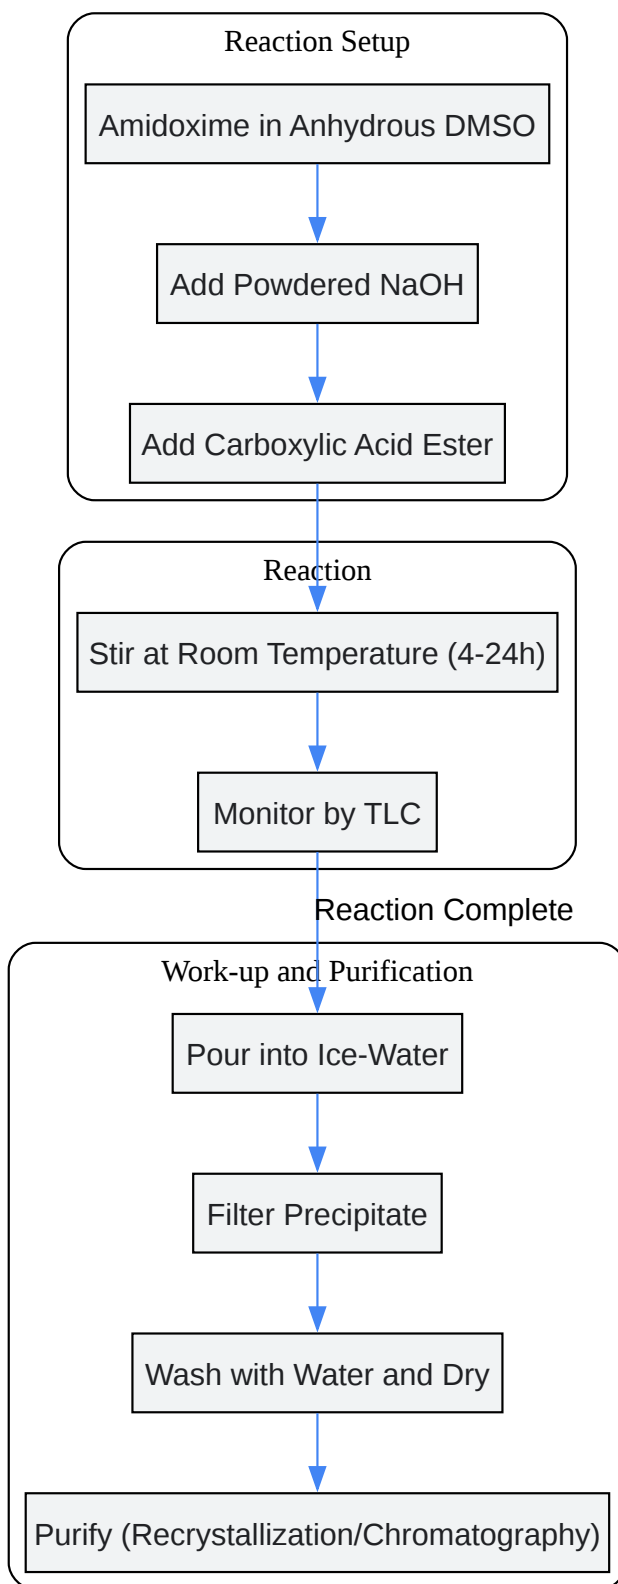 Reaction Setup
Amidoxime in Anhydrous DMSO
Add Powdered NaOH
Add Carboxylic Acid Ester
Reaction
Stir at Room Temperature (4-24h)
Monitor by TLC
Reaction Complete
Work-up and Purification
Pour into Ice-Water
Filter Precipitate
Wash with Water and Dry
Purify (Recrystallization/Chromatography)